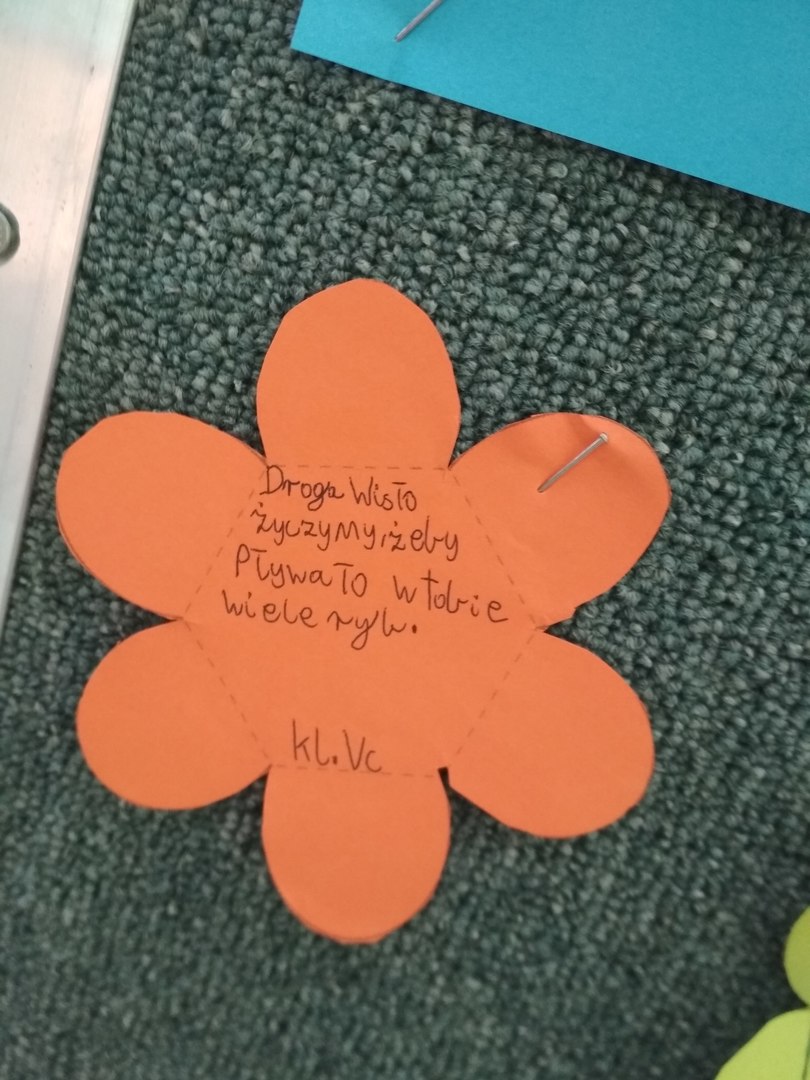 Droga Wisło
życzymy, żeby
Pływało w tobie
wiele ryb.
kl. Vc